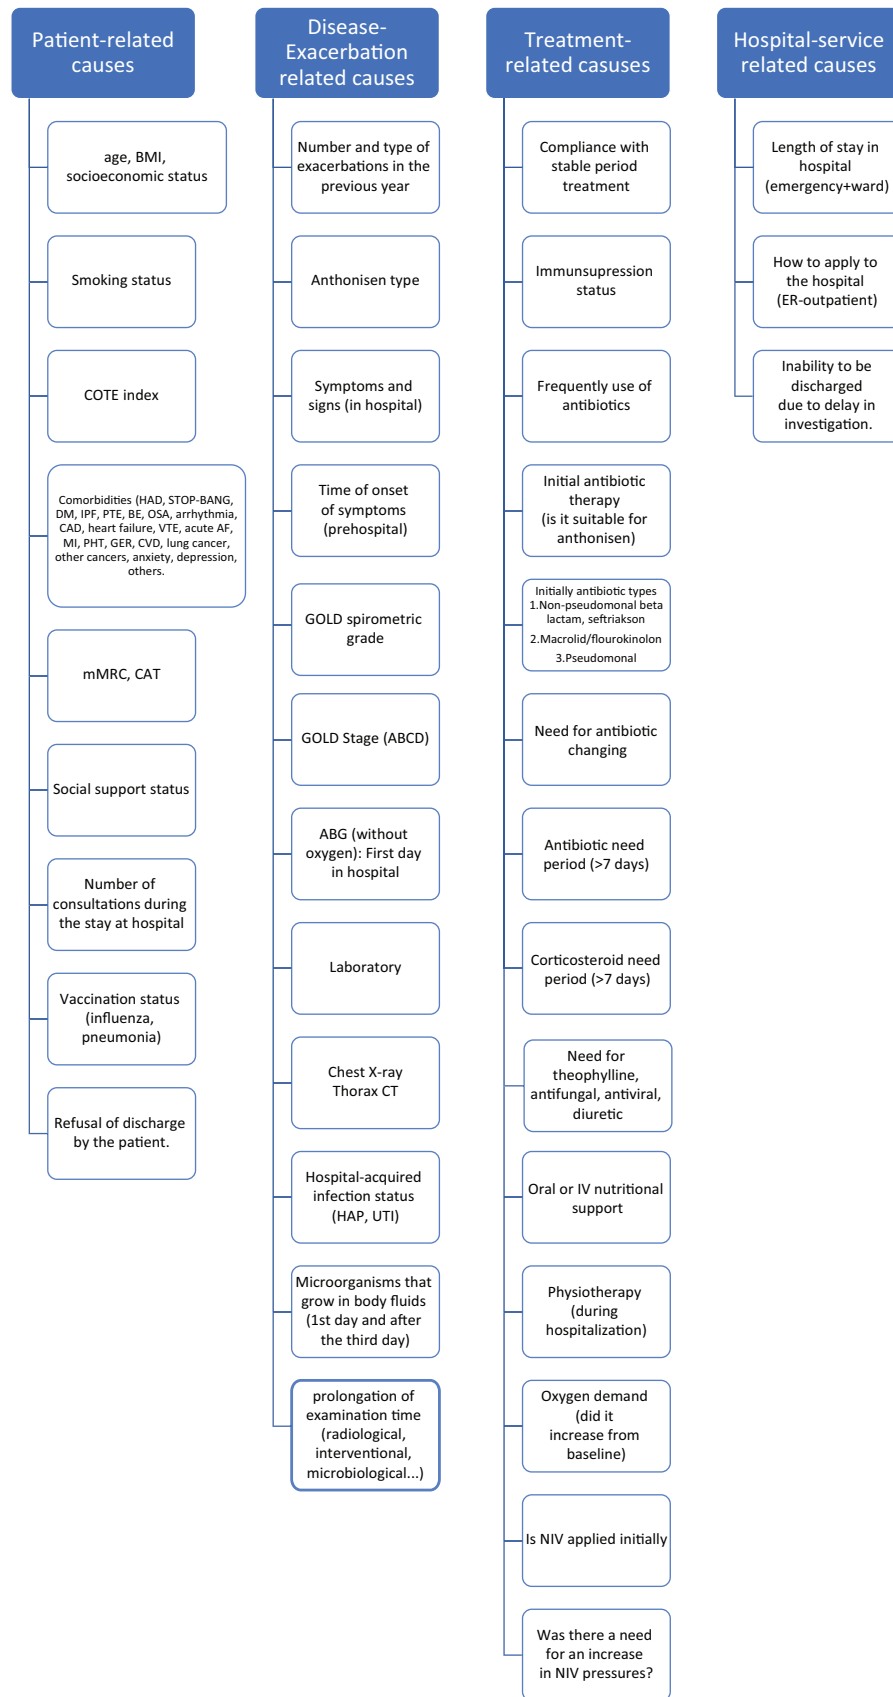 Patient-related
causes
age, BMI,
socioeconomic status
Smoking status
COTE index
Comorbidities (HAD, STOP-BANG,
DM, IPF, PTE, BE, OSA, arrhythmia,
CAD, heart failure, VTE, acute AF,
MI, PHT, GER, CVD, lung cancer,
other cancers, anxiety, depression,
others.
mMRC, CAT
Social support status
Number of
consultations during
the stay at hospital
Vaccination status
(influenza,
pneumonia)
Refusal of discharge
by the patient.
Disease-
Exacerbation
related causes
Number and type of
exacerbations in the
previous year
Anthonisen type
Symptoms and
signs (in hospital)
Time of onset
of symptoms
(prehospital)
GOLD spirometric
grade
GOLD Stage (ABCD)
ABG (without
oxygen): First day
in hospital
Laboratory
Chest X-ray
Thorax CT
Hospital-acquired
infection status
(HAP, UTI)
Microorganisms that
grow in body fluids
(1st day and after
the third day)
prolongation of
examination time
(radiological,
interventional,
microbiological...)
Treatment-
related casuses
Compliance with
stable period
treatment
Immunsupression
status
Frequently use of
antibiotics
Initial antibiotic
therapy
(is it suitable for
anthonisen)
Initially antibiotic types
1.Non-pseudomonal beta
lactam, seftriakson
2.Macrolid/flourokinolon
3.Pseudomonal
Need for antibiotic
changing
Antibiotic need
period (>7 days)
Corticosteroid need
period (>7 days)
Need for
theophylline,
antifungal, antiviral,
diuretic
Oral or IV nutritional
support
Physiotherapy
(during
hospitalization)
Oxygen demand
(did it
increase from
baseline)
Is NIV applied initially
Was there a need
for an increase
in NIV pressures?
Hospital-service
related causes
Length of stay in
hospital
(emergency+ward)
How to apply to
the hospital
(ER-outpatient)
Inability to be
discharged
due to delay in
investigation.